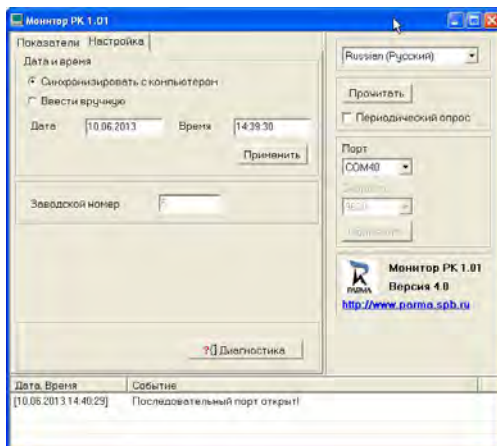 Монитор РК 1.01
Показатели Настройка
Дата и время
Синхронизировать с компьютером
Ввести вручную
Дата 10.06.2013 Время 14:39:30
Применить
Заводской номер
Диагностика
Russian (Русский)
Прочитать
Периодический опрос
Порт
COM40
Монитор РК 1.01
PARMA
Версия 4.0
http://www.parma.spb.ru
Дата, Время Событие
[10.06.2013 14:40:29] Последовательный порт открыт!